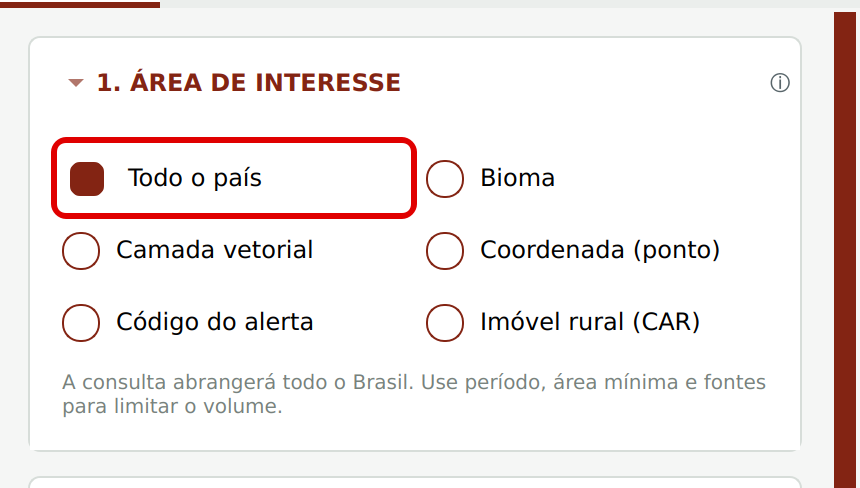 1. ÁREA DE INTERESSE
Todo o país
Bioma
Camada vetorial
Coordenada (ponto)
Código do alerta
Imóvel rural (CAR)
A consulta abrangerá todo o Brasil. Use período, área mínima e fontes
para limitar o volume.